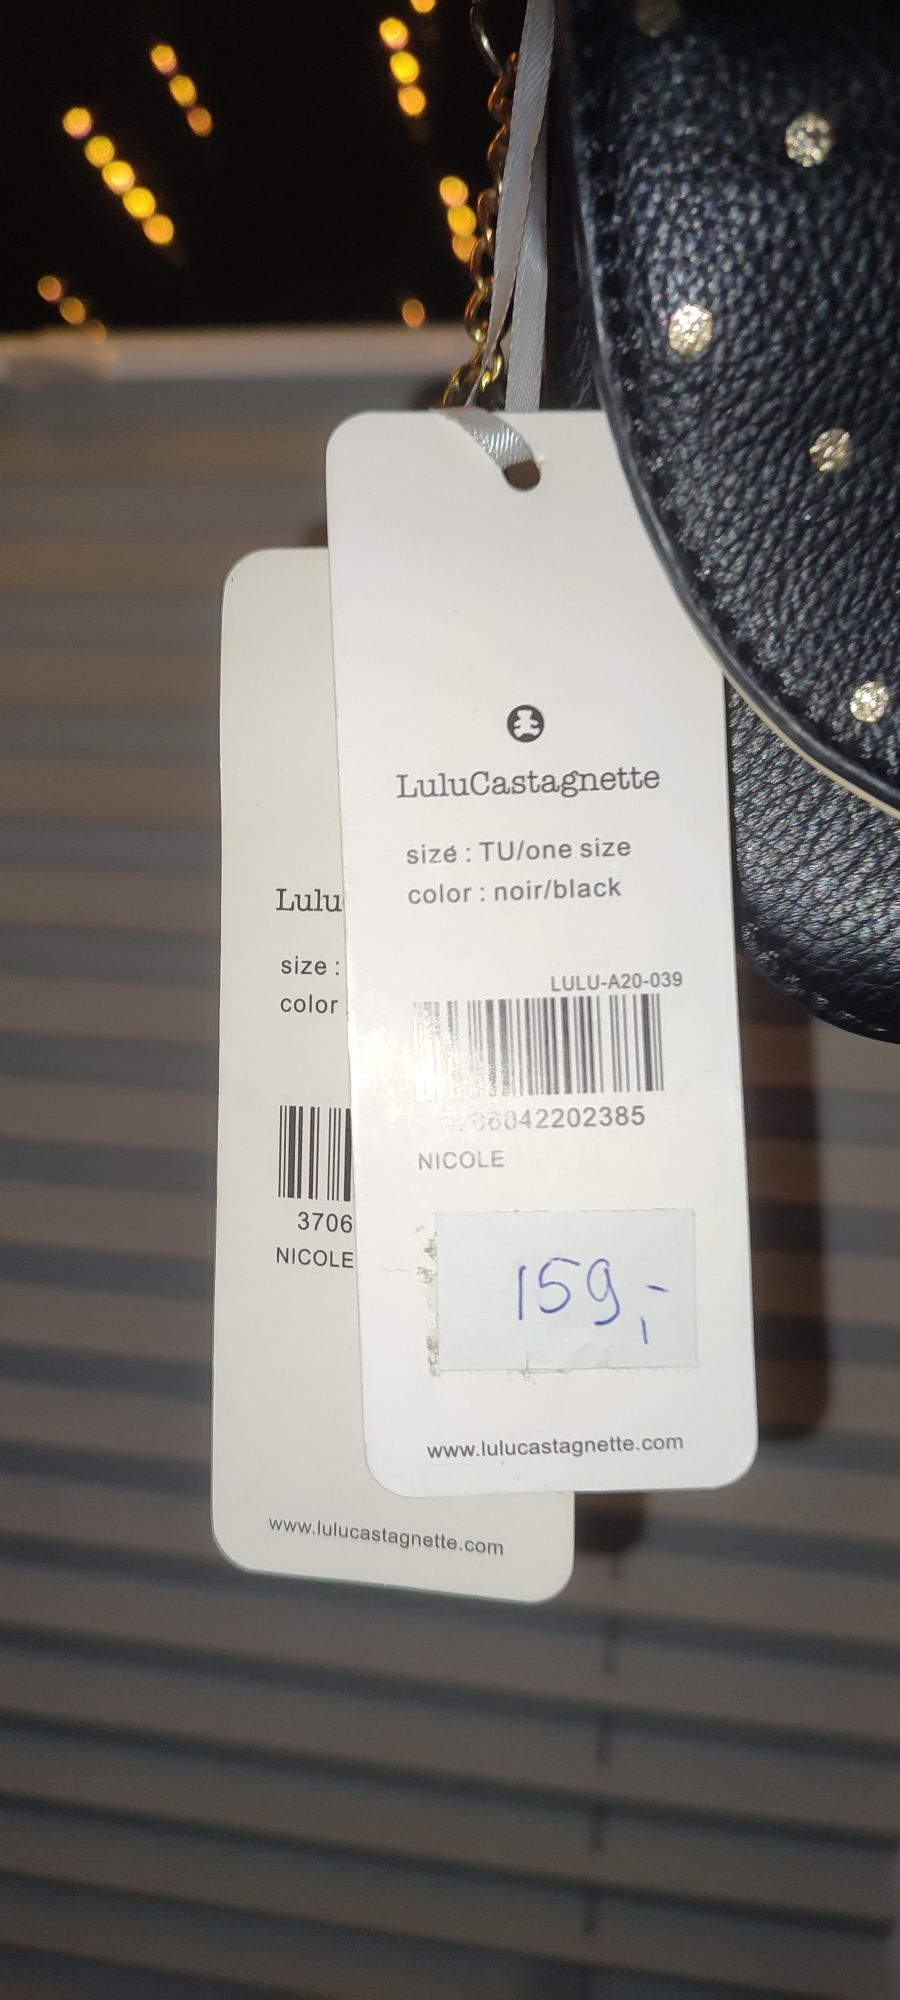 LuluCastagnette
size : TU/one size
color : noir/black
LULU-A20-039
3706042202385
NICOLE
159,-
www.lulucastagnette.com
Lulu
size :
color
3706
NICOLE
www.lulucastagnette.com